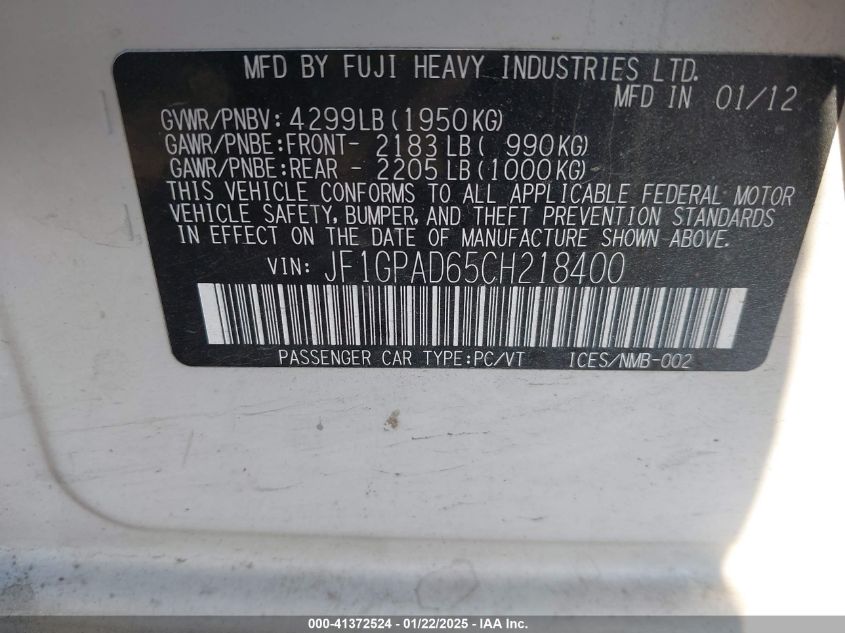 MFD BY FUJI HEAVY INDUSTRIES LTD.
MFD IN 01/12
GVWR/PNBV: 4299LB(1950KG)
GAWR/PNBE:FRONT- 2183LB( 990KG)
GAWR/PNBE:REAR - 2205LB(1000KG)
THIS VEHICLE CONFORMS TO ALL APPLICABLE FEDERAL MOTOR
VEHICLE SAFETY, BUMPER, AND THEFT PREVENTION STANDARDS
IN EFFECT ON THE DATE OF MANUFACTURE SHOWN ABOVE.
VIN: JF1GPAD65CH218400
PASSENGER CAR TYPE:PC/VT ICES/NMB-002
000-41372524 - 01/22/2025 - IAA Inc.